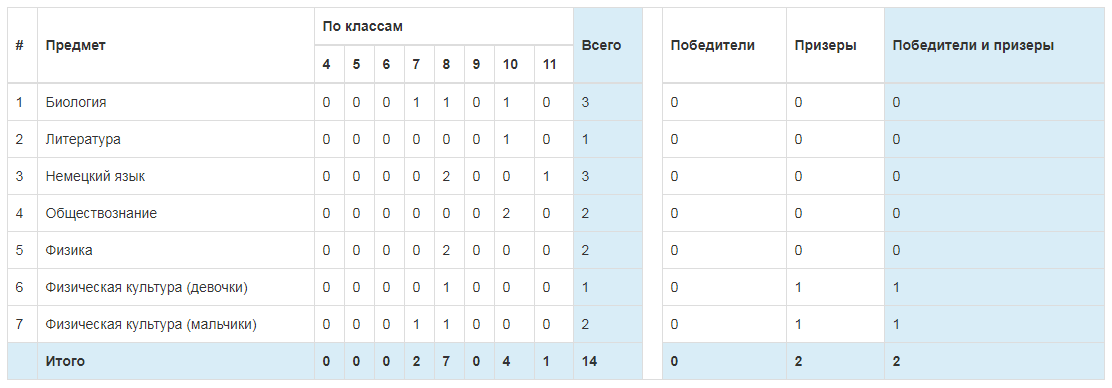 # Предмет По классам Всего Победители Призеры Победители и призеры
4 5 6 7 8 9 10 11
1 Биология 0 0 0 1 1 0 1 0 3 0 0 0
2 Литература 0 0 0 0 0 0 1 0 1 0 0 0
3 Немецкий язык 0 0 0 0 2 0 0 1 3 0 0 0
4 Обществознание 0 0 0 0 0 0 2 0 2 0 0 0
5 Физика 0 0 0 0 2 0 0 0 2 0 0 0
6 Физическая культура (девочки) 0 0 0 0 1 0 0 0 1 0 1 1
7 Физическая культура (мальчики) 0 0 0 1 1 0 0 0 2 0 1 1
Итого 0 0 0 2 7 0 4 1 14 0 2 2